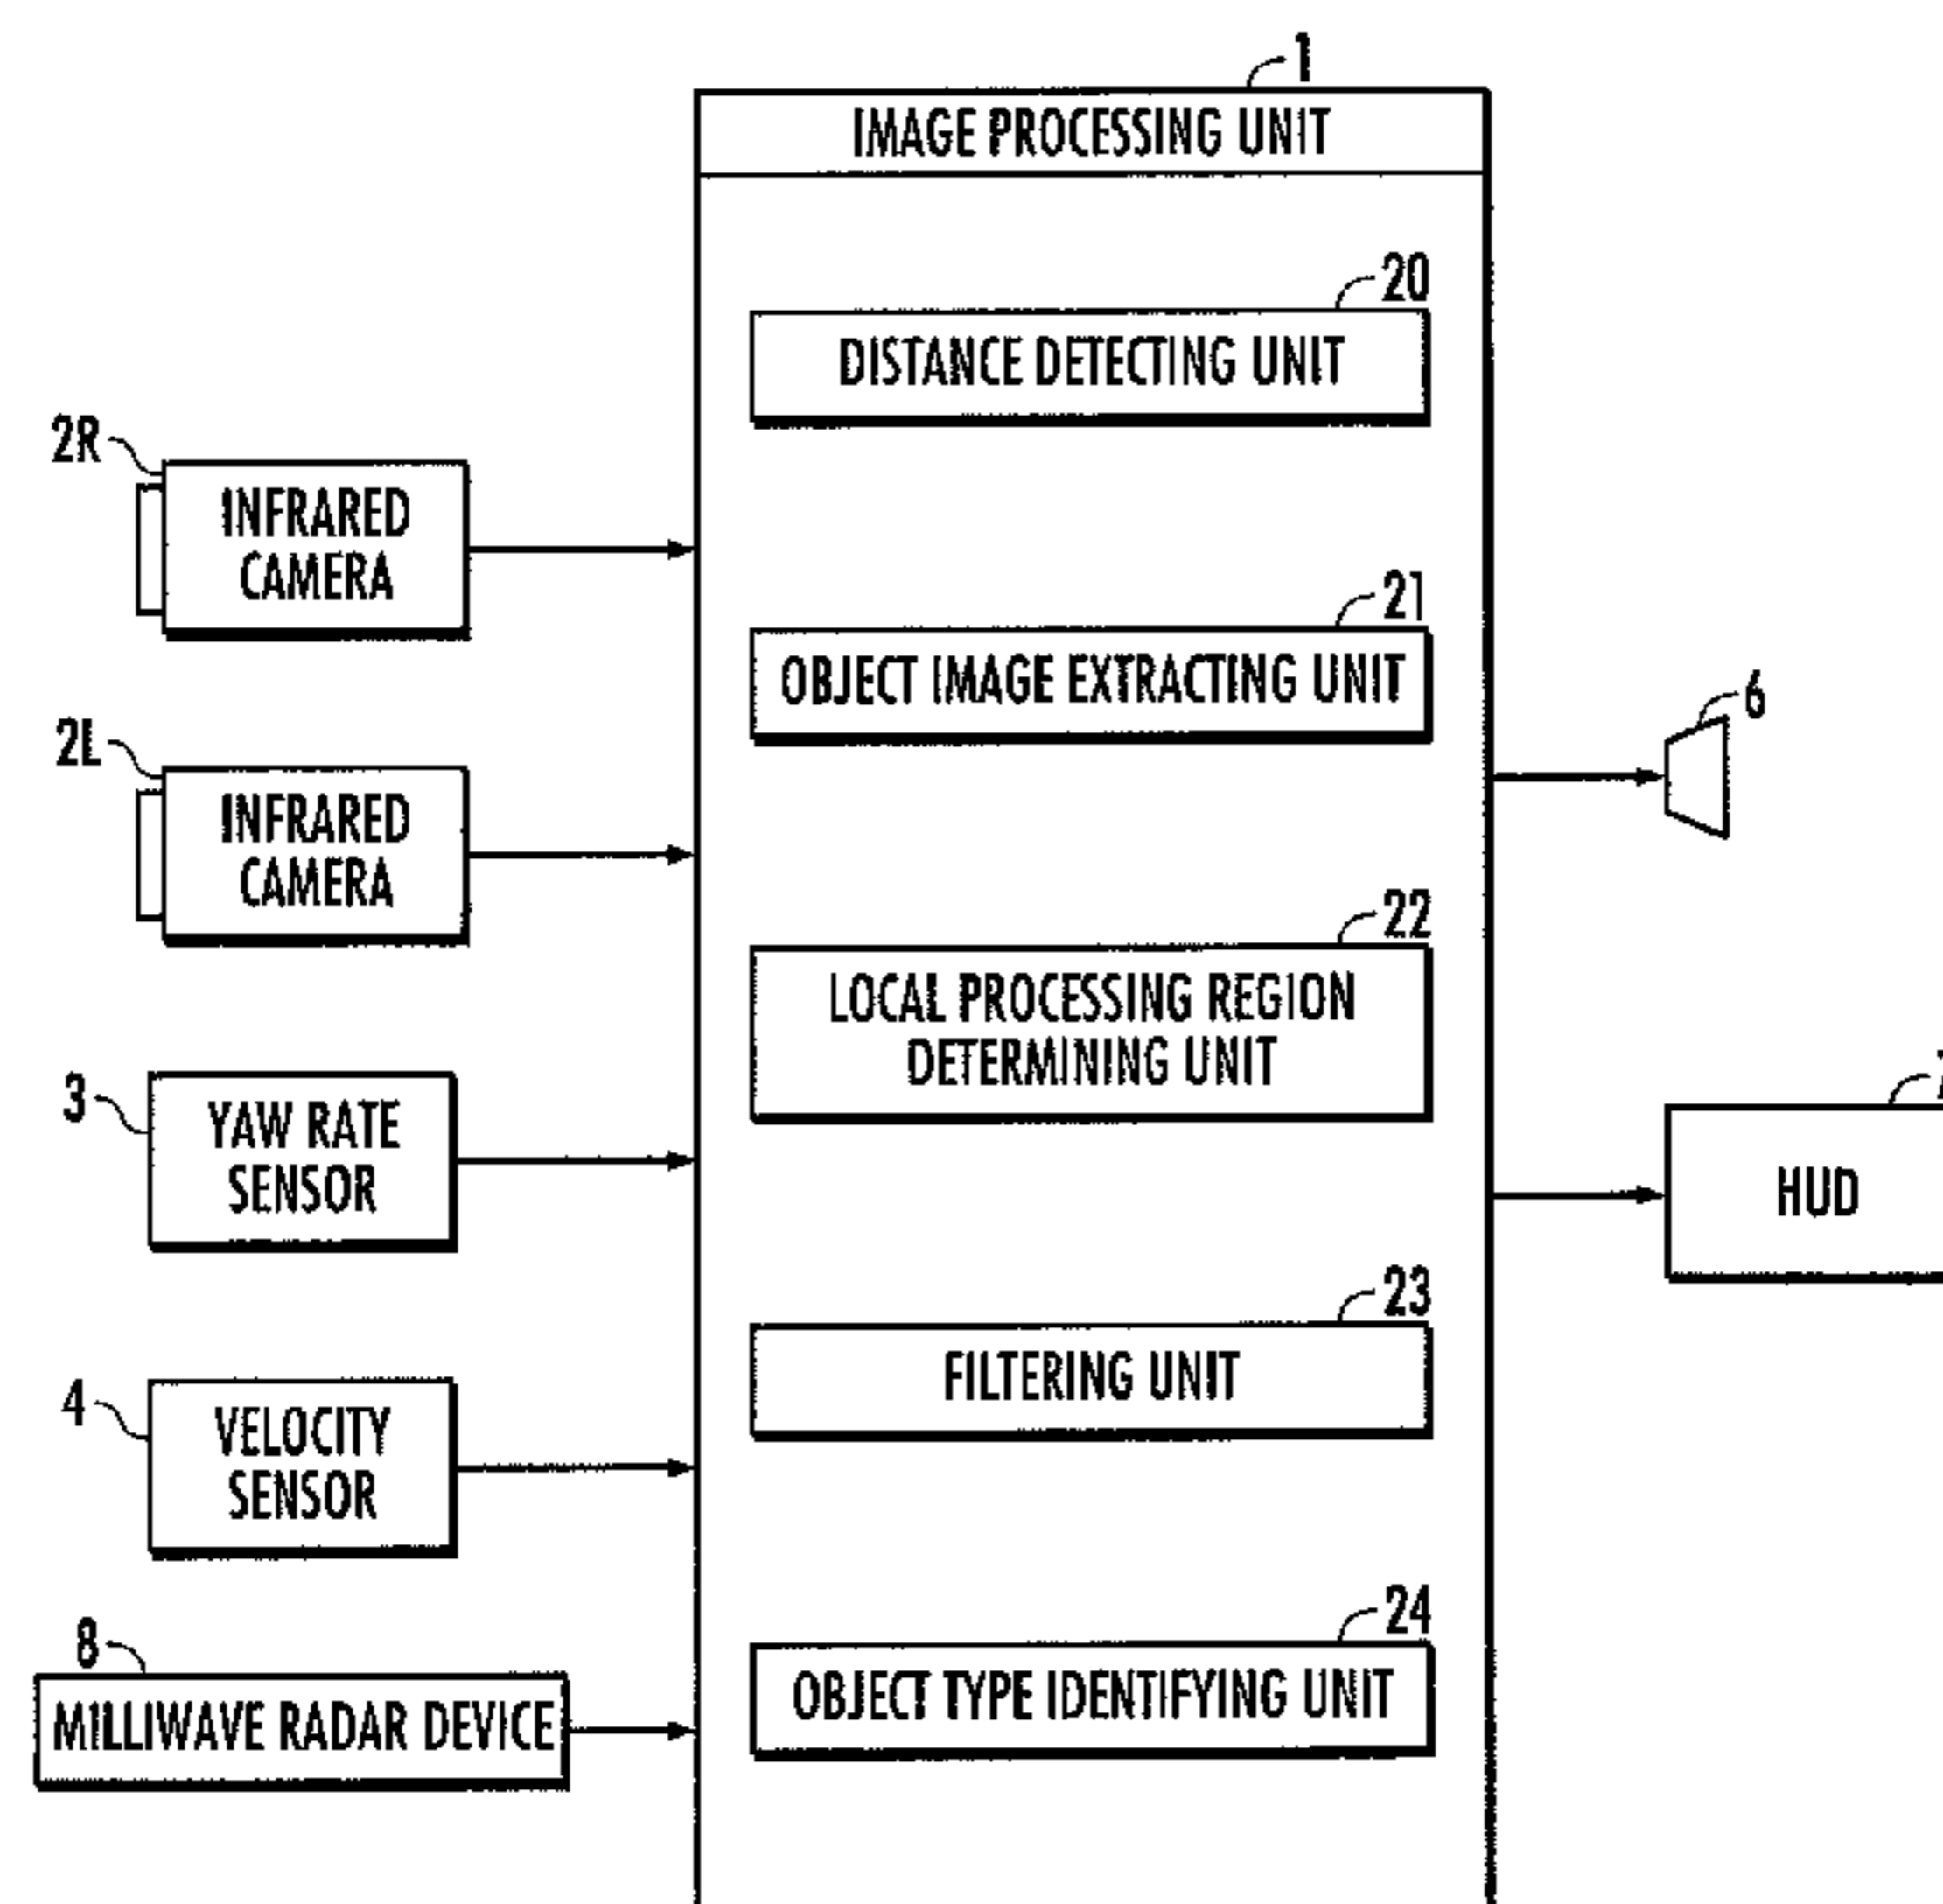 1
IMAGE PROCESSING UNIT
20
DISTANCE DETECTING UNIT
2R
INFRARED
CAMERA
21
OBJECT IMAGE EXTRACTING UNIT
6
2L
INFRARED
CAMERA
22
LOCAL PROCESSING REGION
DETERMINING UNIT
3
YAW RATE
SENSOR
HUD
23
FILTERING UNIT
4
VELOCITY
SENSOR
24
OBJECT TYPE IDENTIFYING UNIT
8
MILLIWAVE RADAR DEVICE